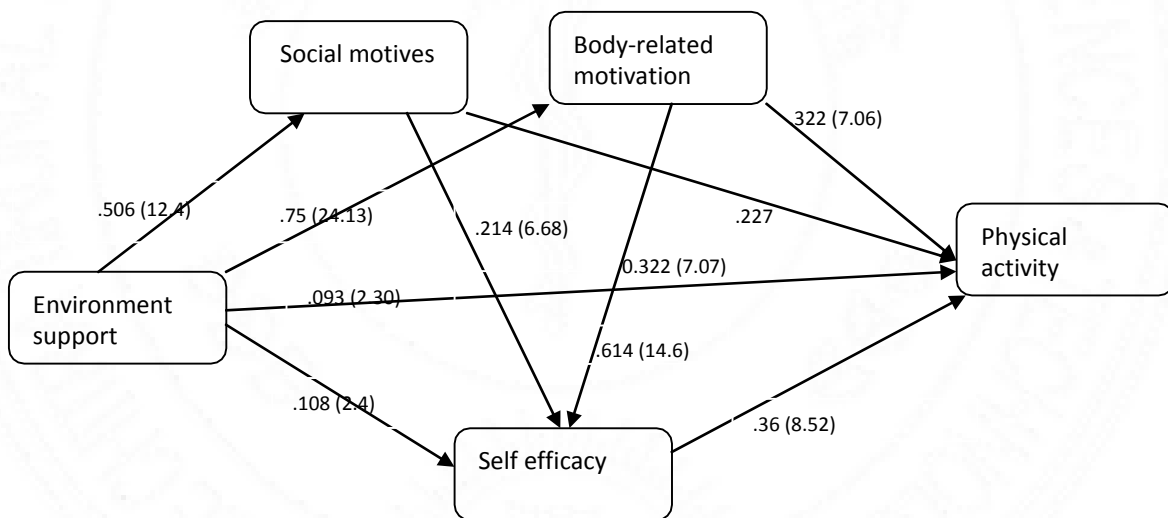 Social motives
Body-related
motivation
322 (7.06)
.506 (12.4)
.75 (24.13)
.214 (6.68)
.227
Physical
activity
0.322 (7.07)
Environment
support
.093 (2.30)
.614 (14.6)
.108 (2.4)
.36 (8.52)
Self efficacy